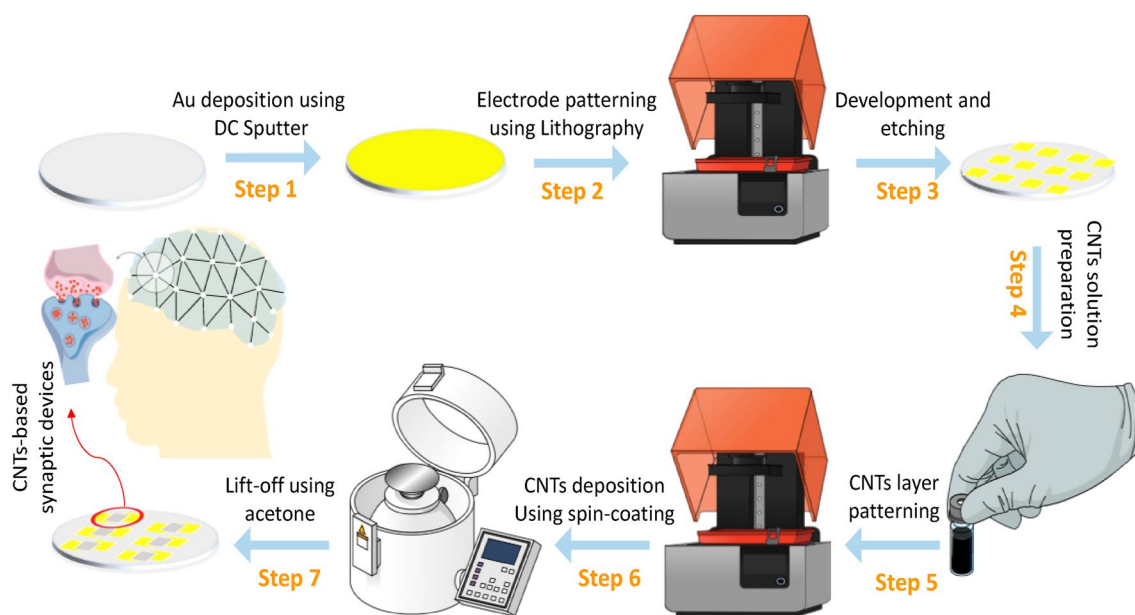 Au deposition using
DC Sputter
Step 1
Electrode patterning
using Lithography
Step 2
Development and
etching
Step 3
CNTs solution
preparation
Step 4
CNTs layer
patterning
Step 5
CNTs deposition
Using spin-coating
Step 6
Lift-off using
acetone
Step 7
CNTs-based
synaptic devices